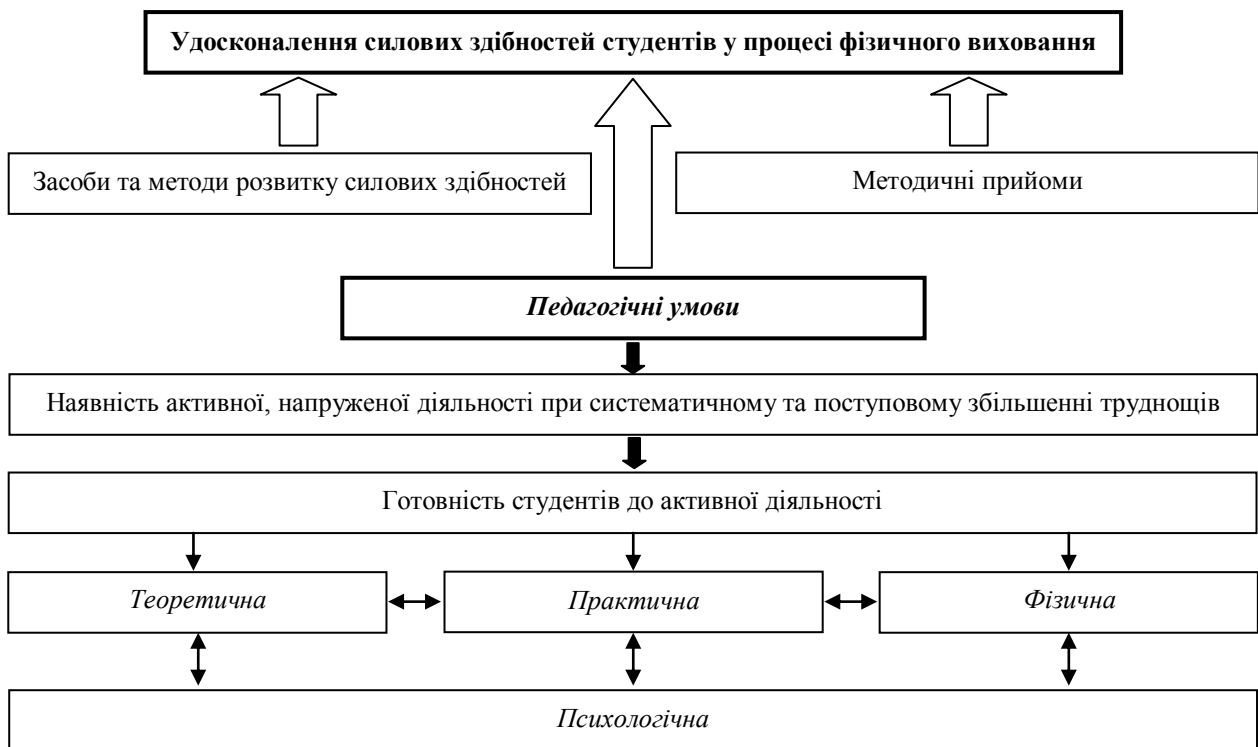 Удосконалення силових здібностей студентів у процесі фізичного виховання
Засоби та методи розвитку силових здібностей
Методичні прийоми
Педагогічні умови
Наявність активної, напруженої діяльності при систематичному та поступовому збільшенні труднощів
Готовність студентів до активної діяльності
Теоретична
Практична
Фізична
Психологічна